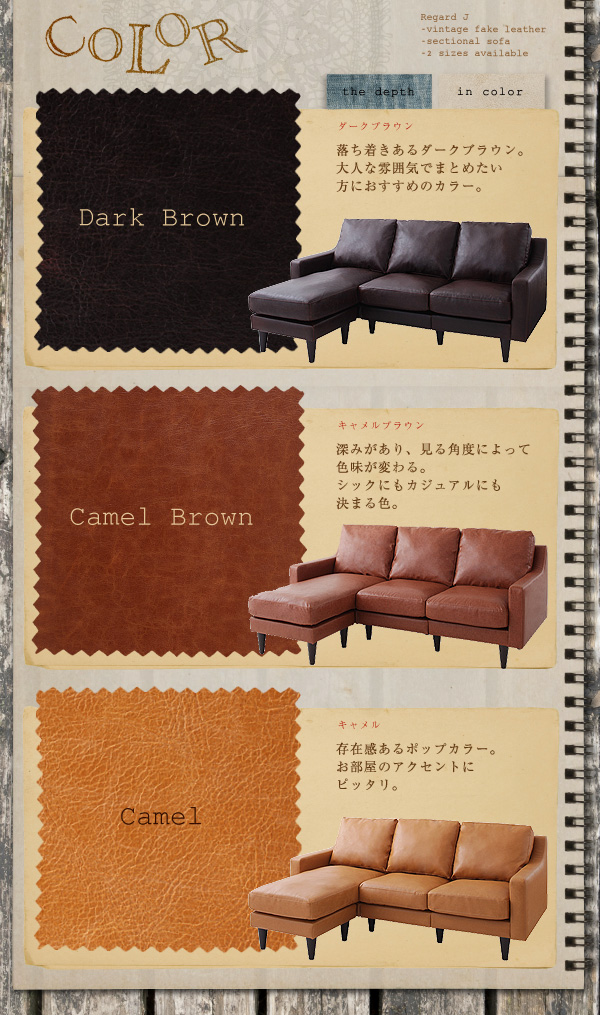 COLOR
Regard J
-vintage fake leather
-sectional sofa
-2 sizes available
the depth
in color
ダークブラウン
落ち着きあるダークブラウン。
大人な雰囲気でまとめたい
方におすすめのカラー。
Dark Brown
キャメルブラウン
深みがあり、見る角度によって
色味が変わる。
シックにもカジュアルにも
決まる色。
Camel Brown
キャメル
存在感あるポップカラー。
お部屋のアクセントに
ピッタリ。
Camel